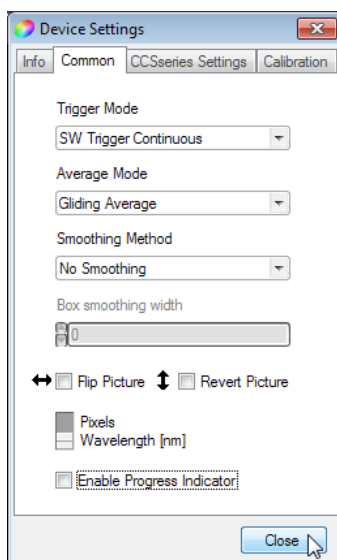 Device Settings
Info Common CCSseries Settings Calibration
Trigger Mode
SW Trigger Continuous
Average Mode
Gliding Average
Smoothing Method
No Smoothing
Box smoothing width
0
Flip Picture Revert Picture
Pixels
Wavelength [nm]
Enable Progress Indicator
Close